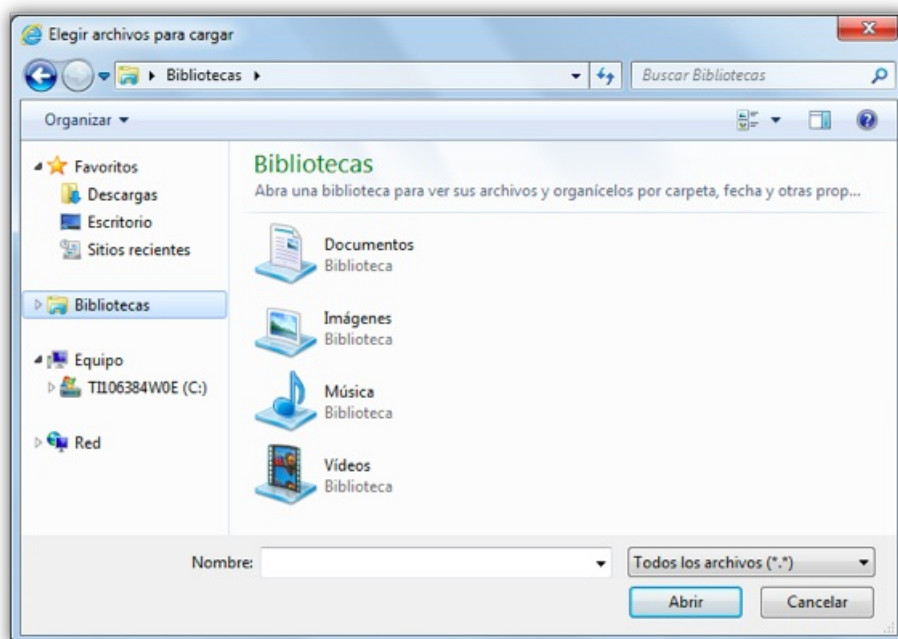 Elegir archivos para cargar
Bibliotecas
Buscar Bibliotecas
Organizar
Favoritos
Descargas
Escritorio
Sitios recientes
Bibliotecas
Equipo
TI106384W0E (C:)
Red
Bibliotecas
Abra una biblioteca para ver sus archivos y organícelos por carpeta, fecha y otras prop...
Documentos
Biblioteca
Imágenes
Biblioteca
Música
Biblioteca
Vídeos
Biblioteca
Nombre:
Todos los archivos (*.*)
Abrir
Cancelar